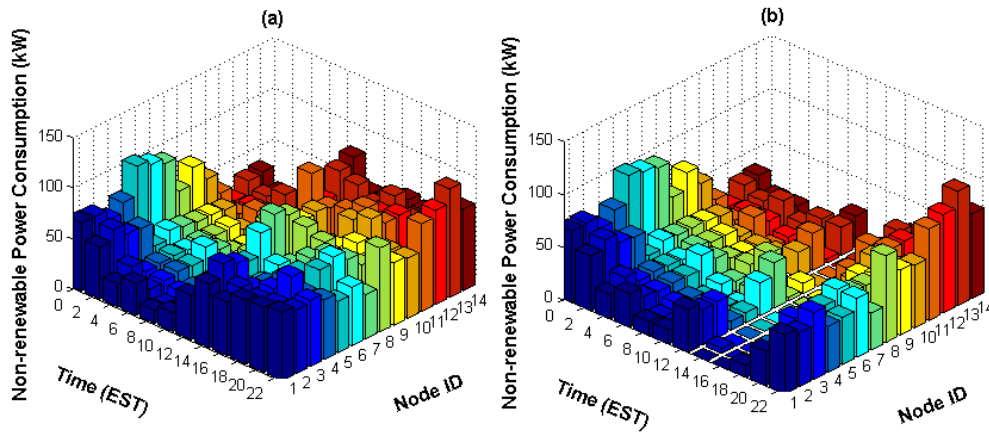 (a)
Non-renewable Power Consumption (kW)
150
100
50
0
0 2 4 6 8 10 12 14 16 18 20 22
Time (EST)
1 2 3 4 5 6 7 8 9 10 11 12 13 14
Node ID
(b)
Non-renewable Power Consumption (kW)
150
100
50
0
0 2 4 6 8 10 12 14 16 18 20 22
Time (EST)
1 2 3 4 5 6 7 8 9 10 11 12 13 14
Node ID